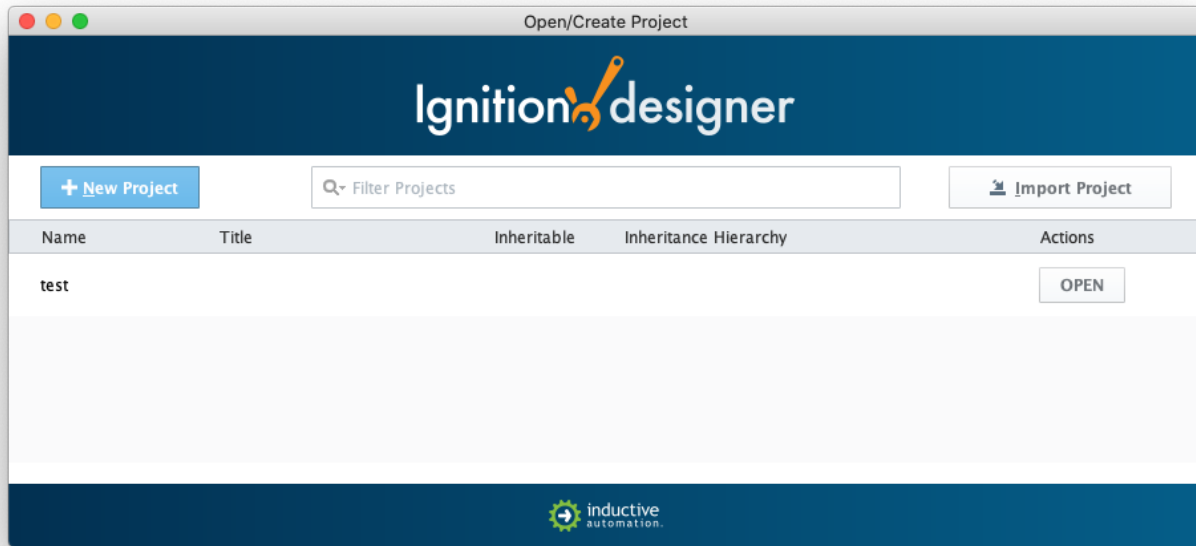 Open/Create Project
Ignition designer
New Project
Filter Projects
Import Project
Name Title Inheritable Inheritance Hierarchy Actions
test OPEN
inductive
automation.